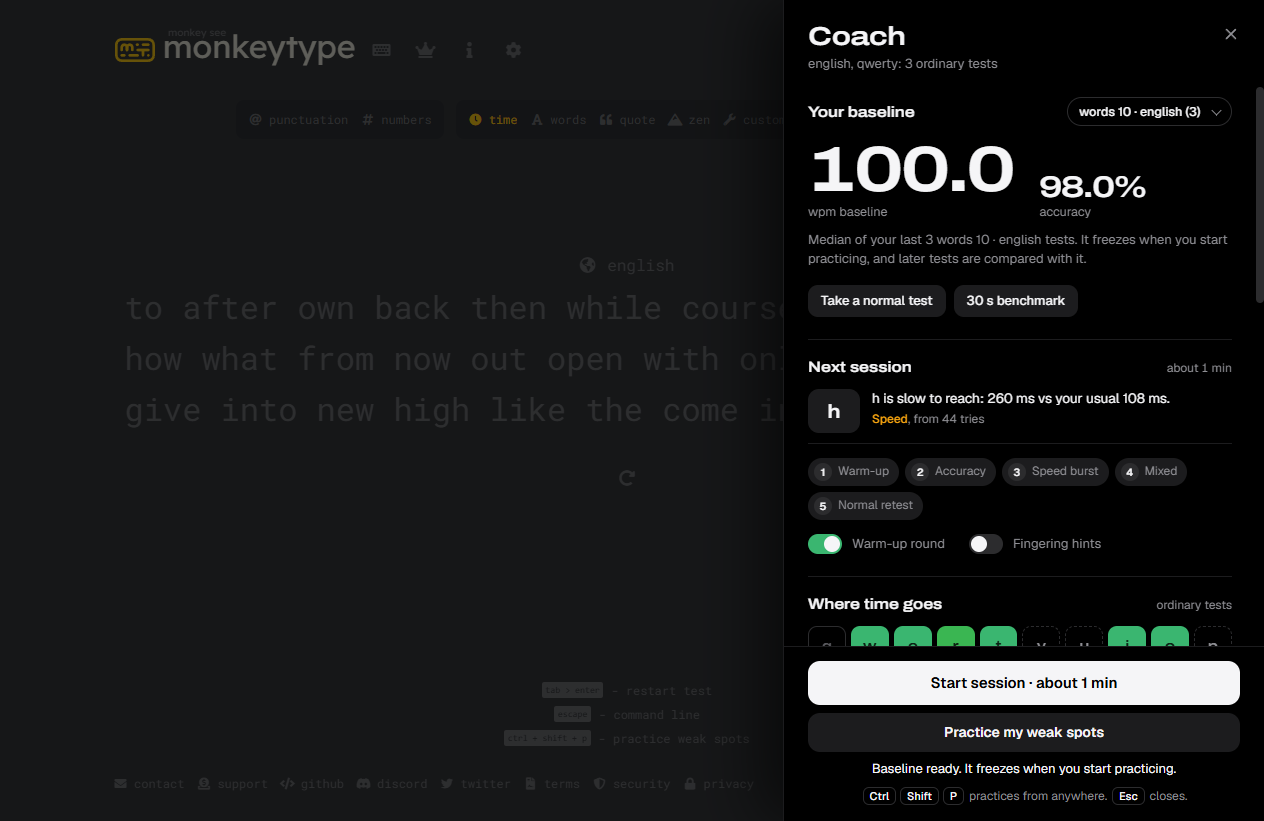 monkey see
monkeytype
@ punctuation # numbers
time A words quote zen custom
english
to after own back then while cours
how what from now out open with on
give into new high like the come i
tab + enter - restart test
escape - command line
ctrl + shift + p - practice weak spots
contact support github discord twitter terms security privacy
Coach
english, qwerty: 3 ordinary tests
Your baseline
words 10 · english (3)
100.0
98.0%
wpm baseline
accuracy
Median of your last 3 words 10 · english tests. It freezes when you start
practicing, and later tests are compared with it.
Take a normal test
30 s benchmark
Next session
about 1 min
h
h is slow to reach: 260 ms vs your usual 108 ms.
Speed, from 44 tries
1 Warm-up 2 Accuracy 3 Speed burst 4 Mixed
5 Normal retest
Warm-up round Fingering hints
Where time goes
ordinary tests
q w e r t y u i o p
Start session · about 1 min
Practice my weak spots
Baseline ready. It freezes when you start practicing.
Ctrl Shift P practices from anywhere. Esc closes.